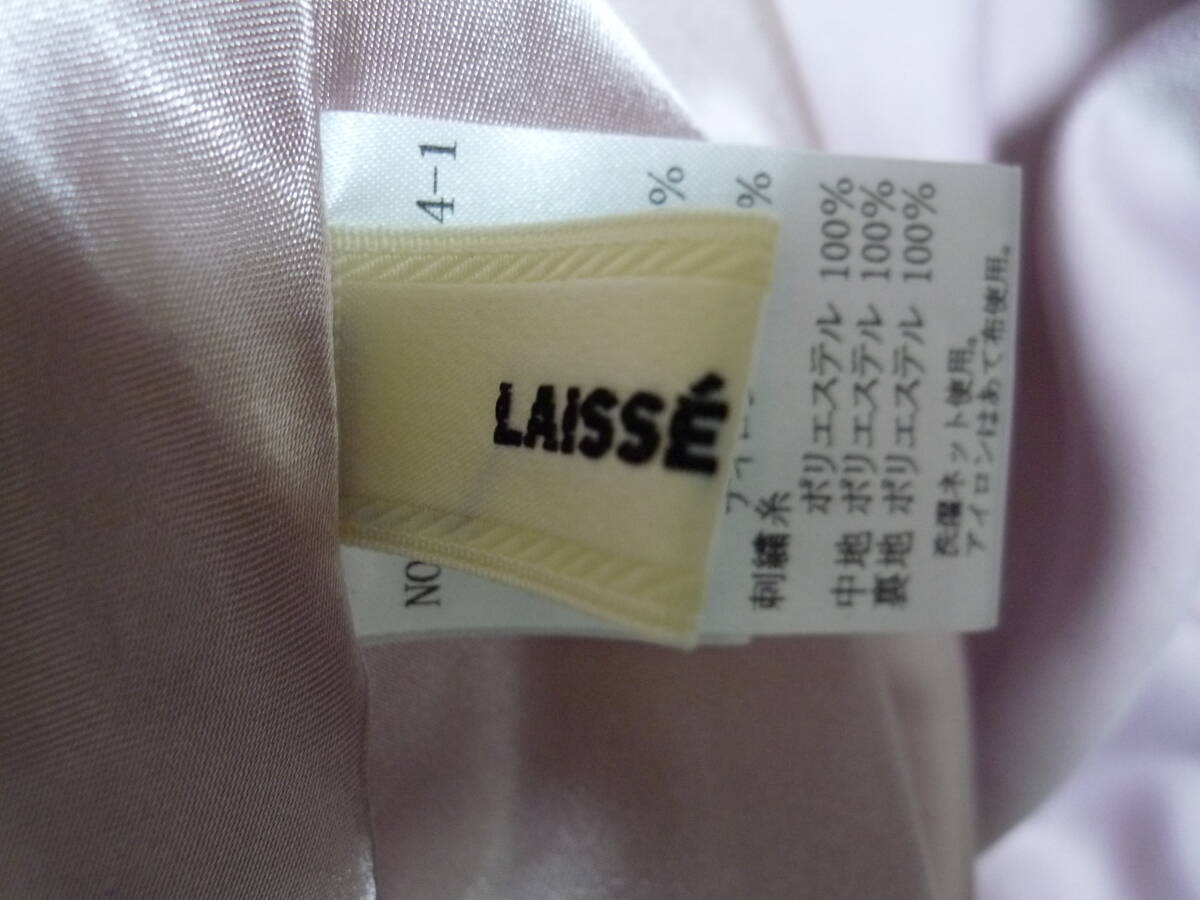 NO 4-1
%
%
刺繍糸
ポリエステル 100%
中地 ポリエステル 100%
裏地 ポリエステル 100%
洗濯ネット使用。
アイロンはあて布使用。
LAISSÉ